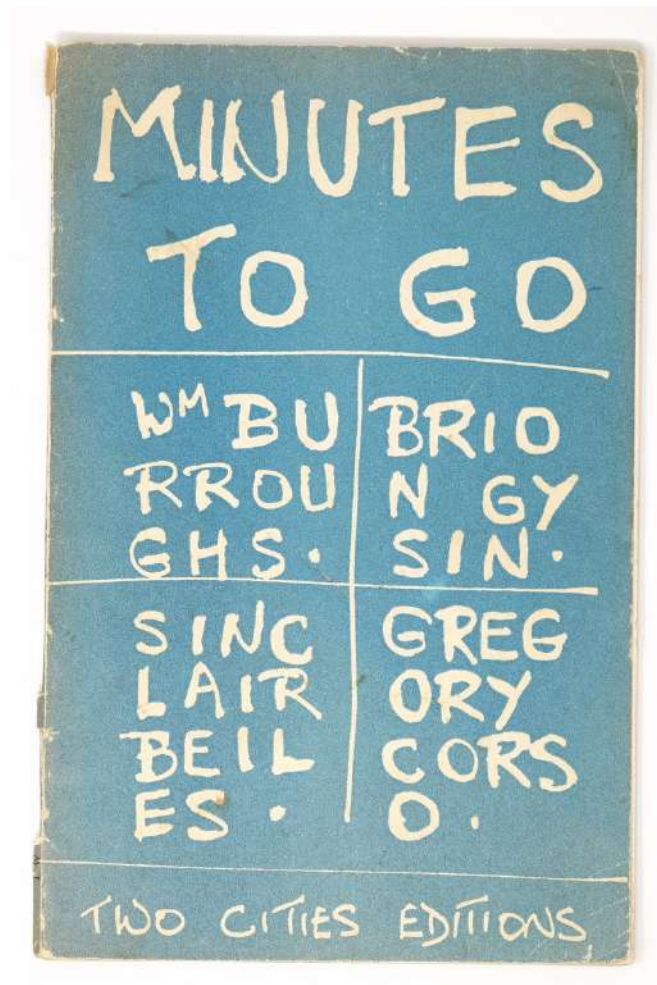 MINUTES
TO GO
WM BU
RROU
GHS.
BRIO
N GY
SIN.
SINC
LAIR
BEIL
ES.
GREG
ORY
CORS
O.
TWO CITIES EDITIONS